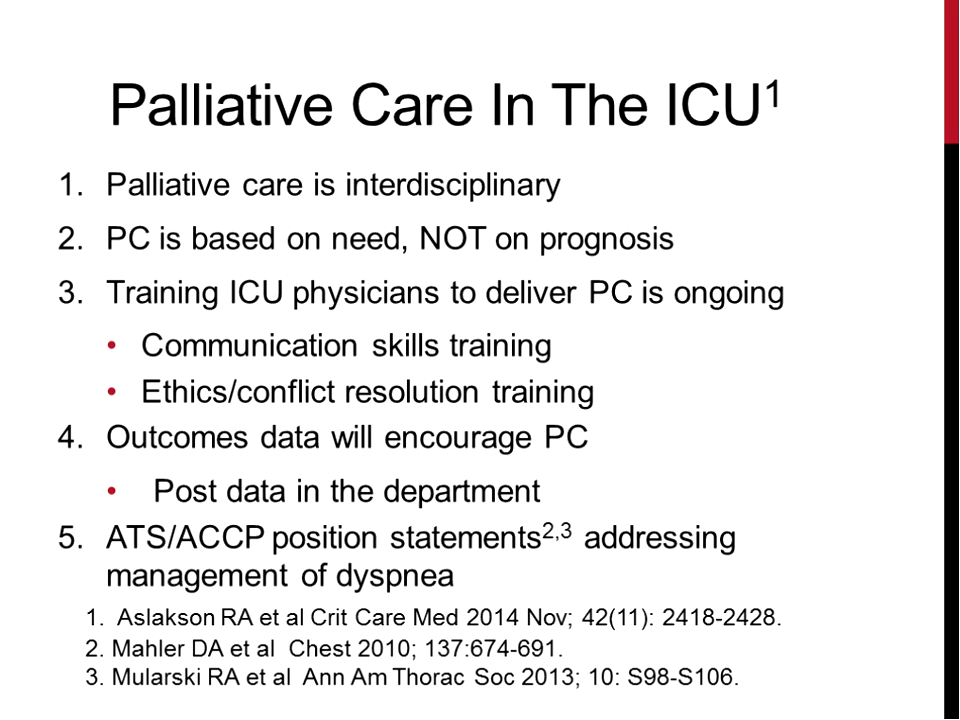 Palliative Care In The ICU¹
1. Palliative care is interdisciplinary
2. PC is based on need, NOT on prognosis
3. Training ICU physicians to deliver PC is ongoing
• Communication skills training
• Ethics/conflict resolution training
4. Outcomes data will encourage PC
• Post data in the department
5. ATS/ACCP position statements²,³ addressing
management of dyspnea
1. Aslakson RA et al Crit Care Med 2014 Nov; 42(11): 2418-2428.
2. Mahler DA et al Chest 2010; 137:674-691.
3. Mularski RA et al Ann Am Thorac Soc 2013; 10: S98-S106.